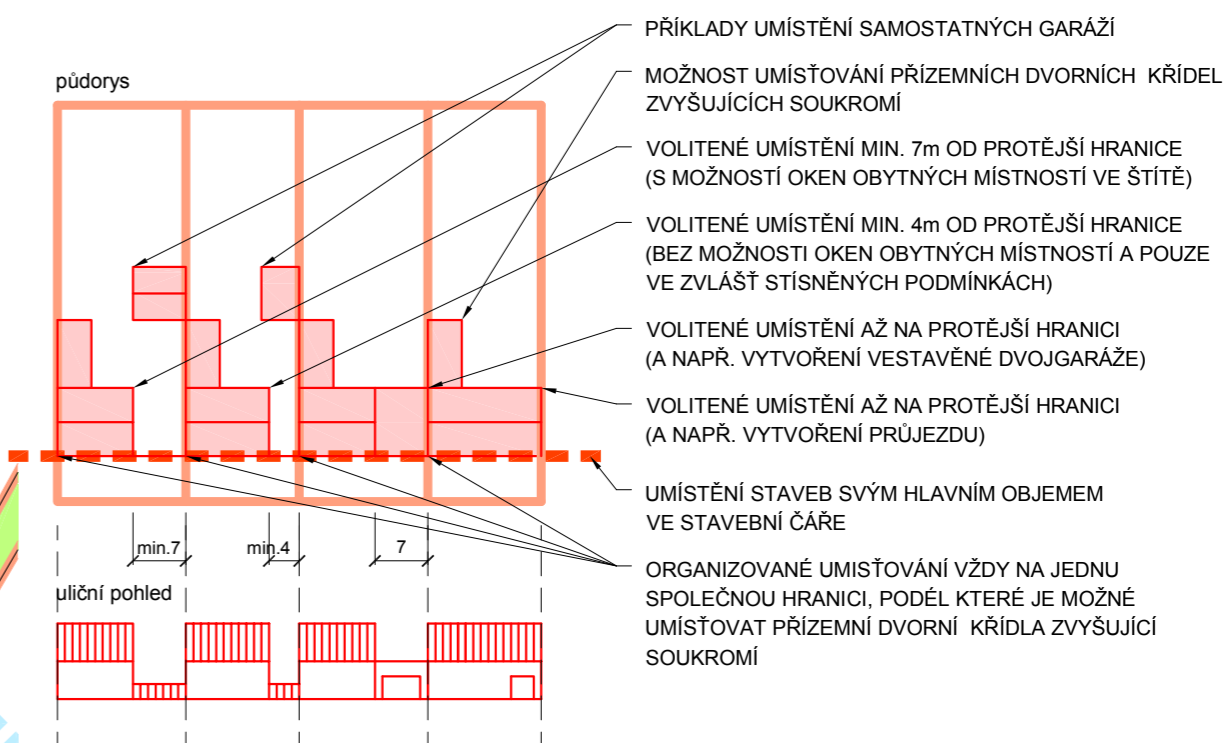 půdorys
PŘÍKLADY UMÍSTĚNÍ SAMOSTATNÝCH GARÁŽÍ
MOŽNOST UMÍSŤOVÁNÍ PŘÍZEMNÍCH DVORNÍCH KŘÍDEL
ZVYŠUJÍCÍCH SOUKROMÍ
VOLITENÉ UMÍSTĚNÍ MIN. 7m OD PROTĚJŠÍ HRANICE
(S MOŽNOSTÍ OKEN OBYTNÝCH MÍSTNOSTÍ VE ŠTÍTĚ)
VOLITENÉ UMÍSTĚNÍ MIN. 4m OD PROTĚJŠÍ HRANICE
(BEZ MOŽNOSTI OKEN OBYTNÝCH MÍSTNOSTÍ A POUZE
VE ZVLÁŠŤ STÍSNĚNÝCH PODMÍNKÁCH)
VOLITENÉ UMÍSTĚNÍ AŽ NA PROTĚJŠÍ HRANICI
(A NAPŘ. VYTVOŘENÍ VESTAVĚNÉ DVOJGARÁŽE)
VOLITENÉ UMÍSTĚNÍ AŽ NA PROTĚJŠÍ HRANICI
(A NAPŘ. VYTVOŘENÍ PRŮJEZDU)
UMÍSTĚNÍ STAVEB SVÝM HLAVNÍM OBJEMEM
VE STAVEBNÍ ČÁŘE
ORGANIZOVANÉ UMISŤOVÁNÍ VŽDY NA JEDNU
SPOLEČNOU HRANICI, PODÉL KTERÉ JE MOŽNÉ
UMÍSŤOVAT PŘÍZEMNÍ DVORNÍ KŘÍDLA ZVYŠUJÍCÍ
SOUKROMÍ
min.7
min.4
7
uliční pohled